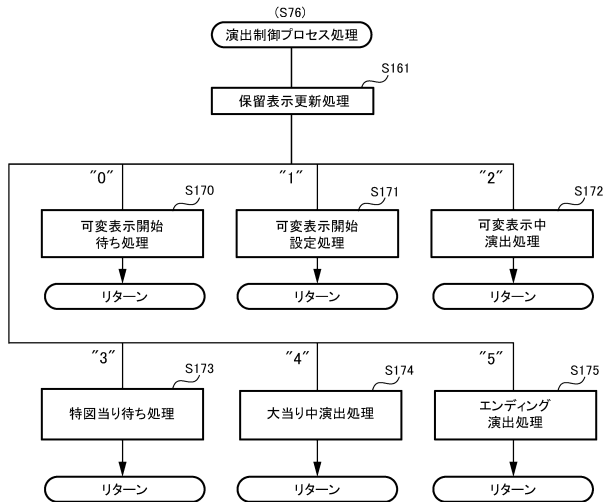 (S76)
演出制御プロセス処理
S161
保留表示更新処理
"0"
"1"
"2"
S170
S171
S172
可変表示開始
待ち処理
可変表示開始
設定処理
可変表示中
演出処理
リターン
リターン
リターン
"3"
"4"
"5"
S173
S174
S175
特図当り待ち処理
大当り中演出処理
エンディング
演出処理
リターン
リターン
リターン